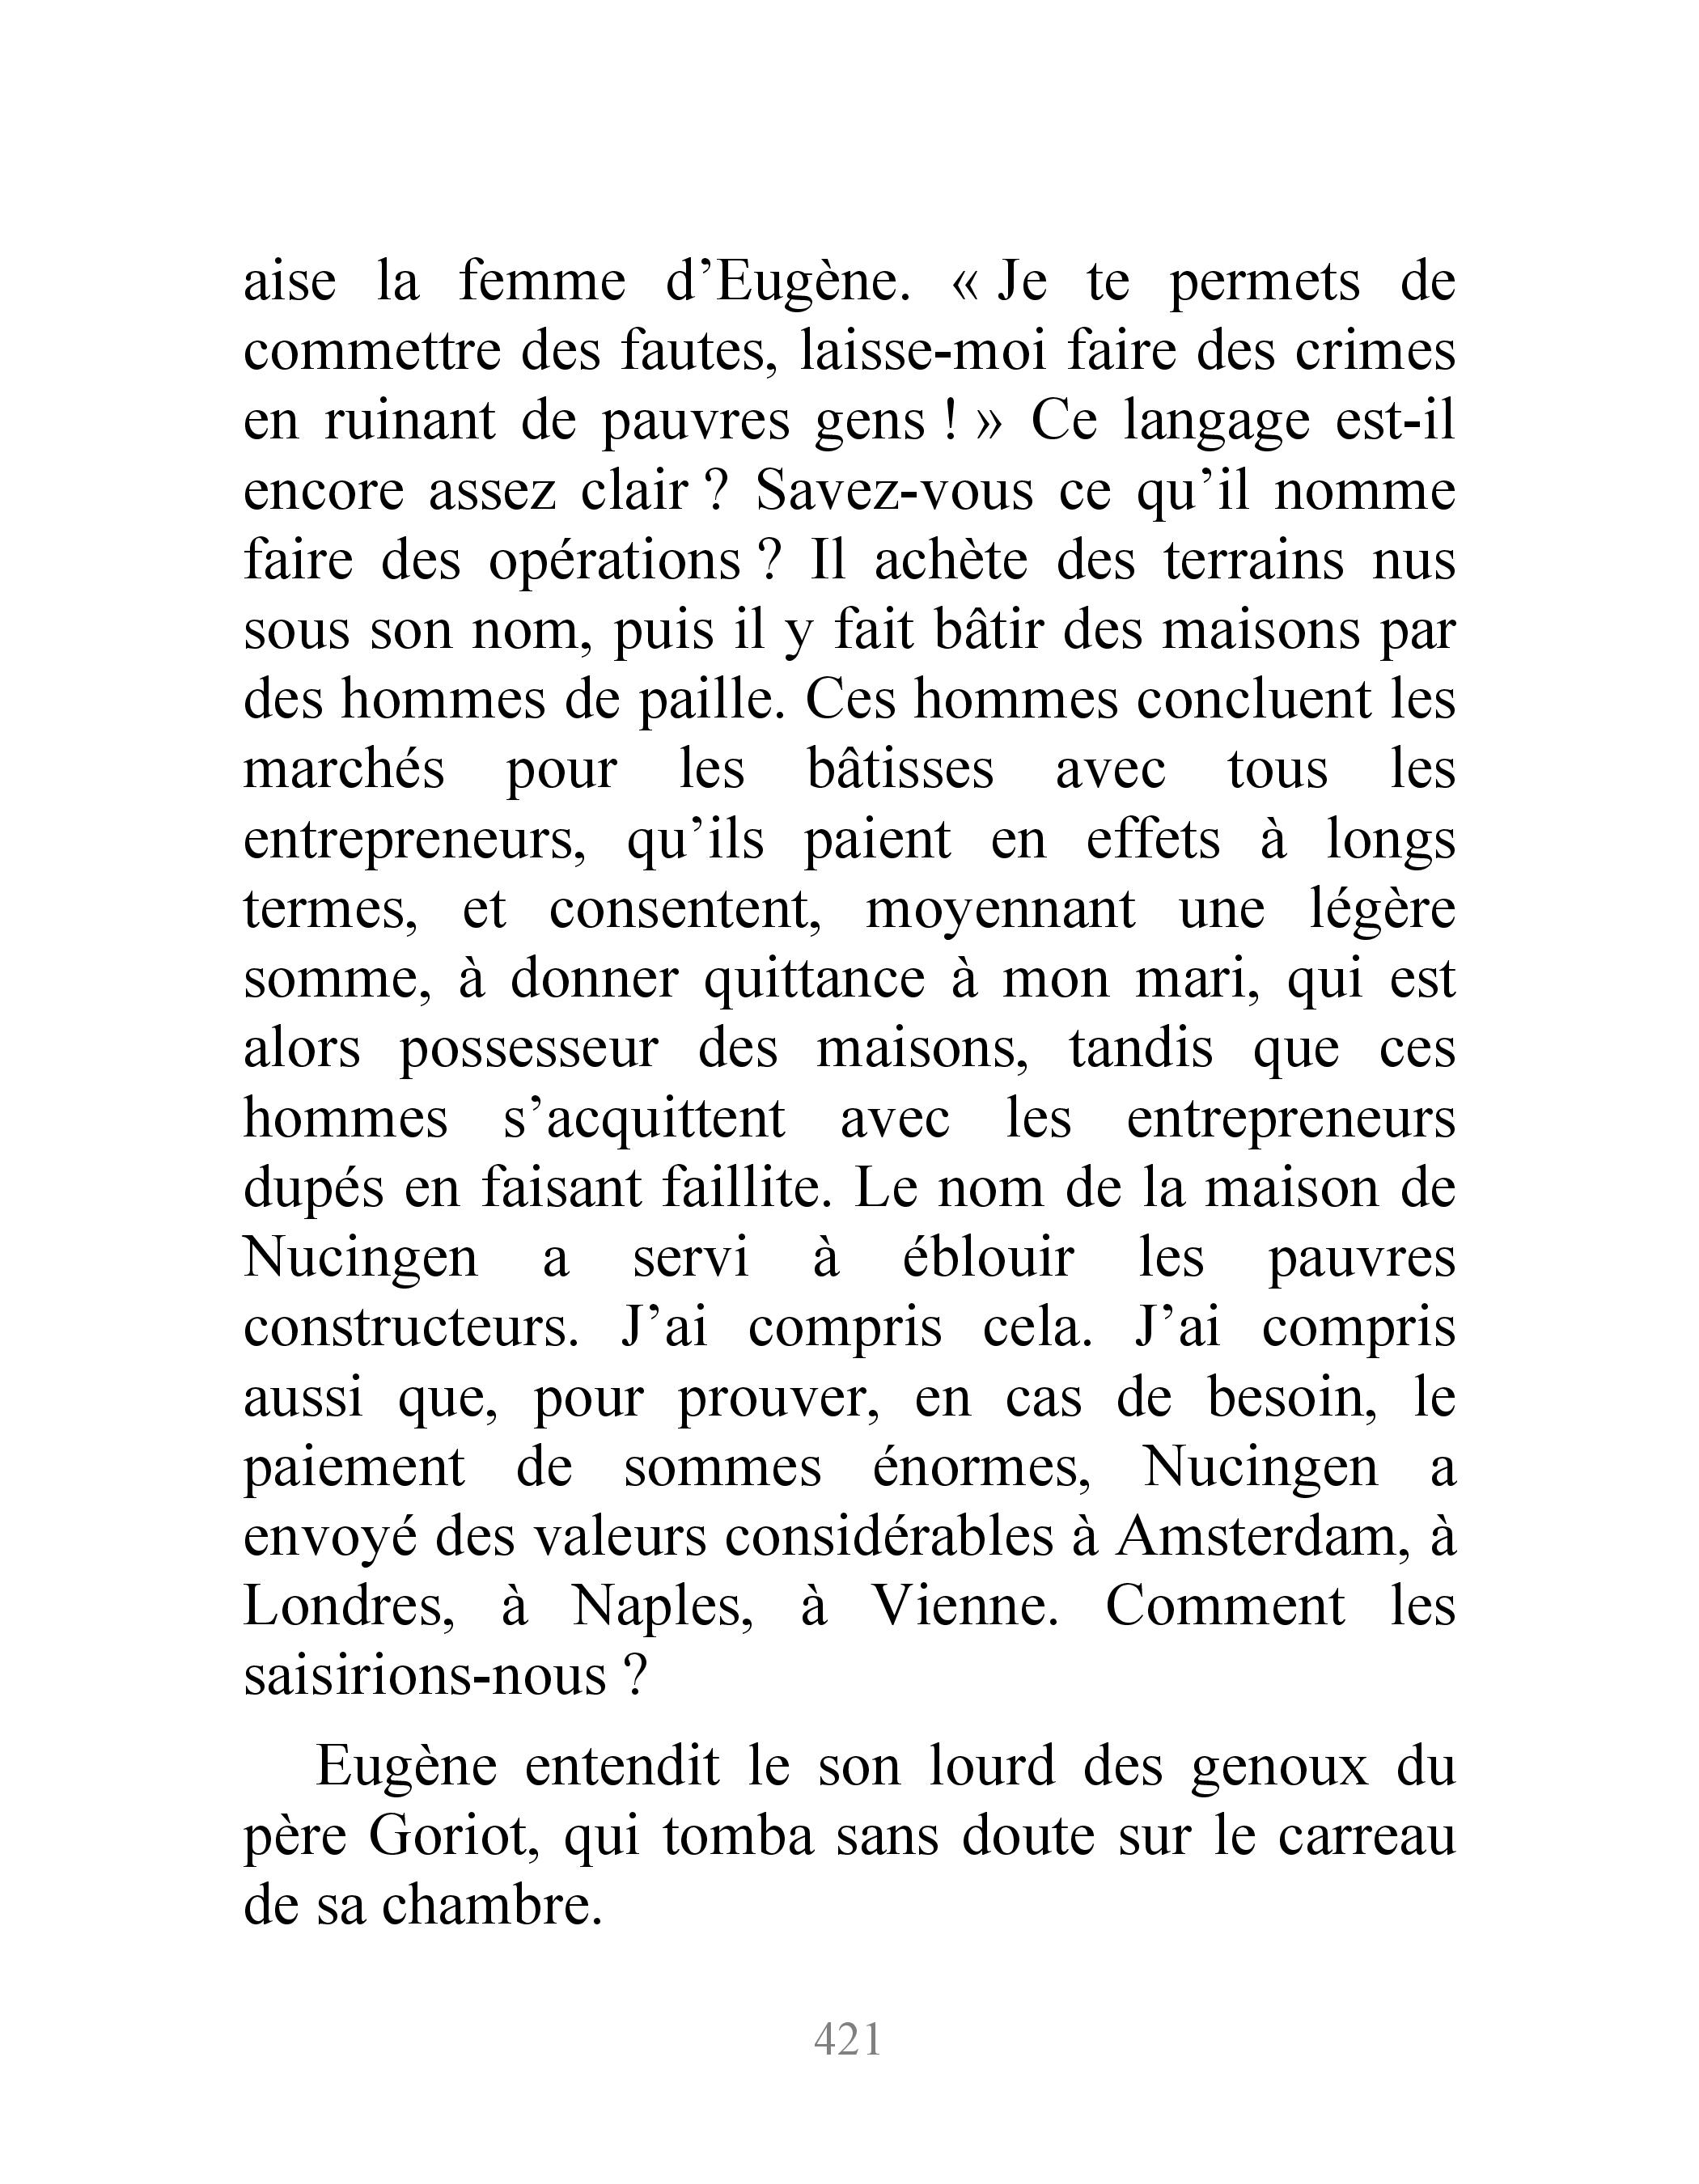 aise la femme d’Eugène. « Je te permets de
commettre des fautes, laisse-moi faire des crimes
en ruinant de pauvres gens ! » Ce langage est-il
encore assez clair ? Savez-vous ce qu’il nomme
faire des opérations ? Il achète des terrains nus
sous son nom, puis il y fait bâtir des maisons par
des hommes de paille. Ces hommes concluent les
marchés pour les bâtisses avec tous les
entrepreneurs, qu’ils paient en effets à longs
termes, et consentent, moyennant une légère
somme, à donner quittance à mon mari, qui est
alors possesseur des maisons, tandis que ces
hommes s’acquittent avec les entrepreneurs
dupés en faisant faillite. Le nom de la maison de
Nucingen a servi à éblouir les pauvres
constructeurs. J’ai compris cela. J’ai compris
aussi que, pour prouver, en cas de besoin, le
paiement de sommes énormes, Nucingen a
envoyé des valeurs considérables à Amsterdam, à
Londres, à Naples, à Vienne. Comment les
saisirions-nous ?
Eugène entendit le son lourd des genoux du
père Goriot, qui tomba sans doute sur le carreau
de sa chambre.
421